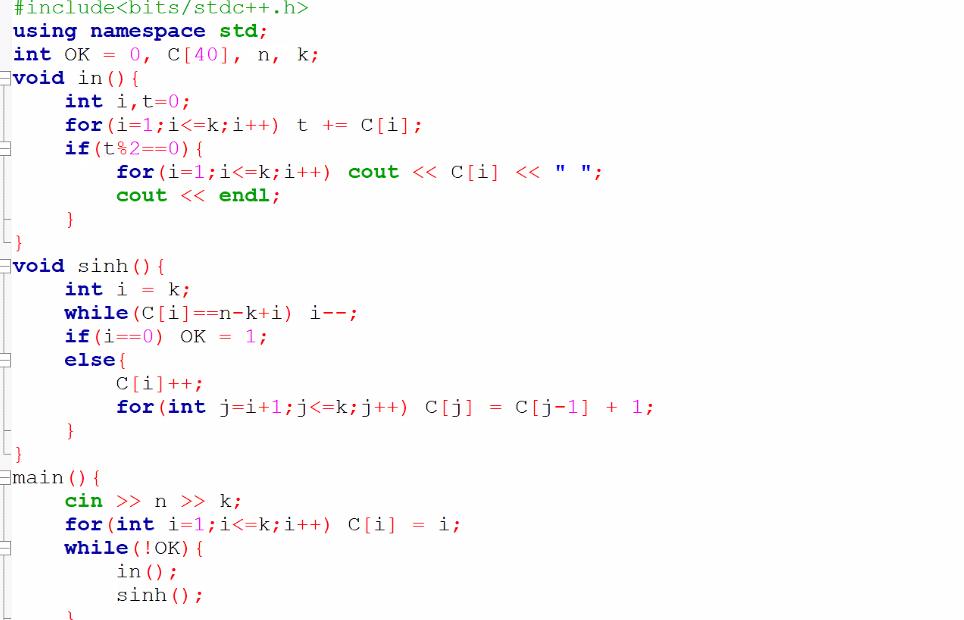 #include<bits/stdc++.h>
using namespace std;
int OK = 0, C[40], n, k;
void in(){
    int i,t=0;
    for(i=1;i<=k;i++) t += C[i];
    if(t%2==0){
        for(i=1;i<=k;i++) cout << C[i] << " ";
        cout << endl;
    }
}
void sinh(){
    int i = k;
    while(C[i]==n-k+i) i--;
    if(i==0) OK = 1;
    else{
        C[i]++;
        for(int j=i+1;j<=k;j++) C[j] = C[j-1] + 1;
    }
}
main(){
    cin >> n >> k;
    for(int i=1;i<=k;i++) C[i] = i;
    while(!OK){
        in();
        sinh();
    }